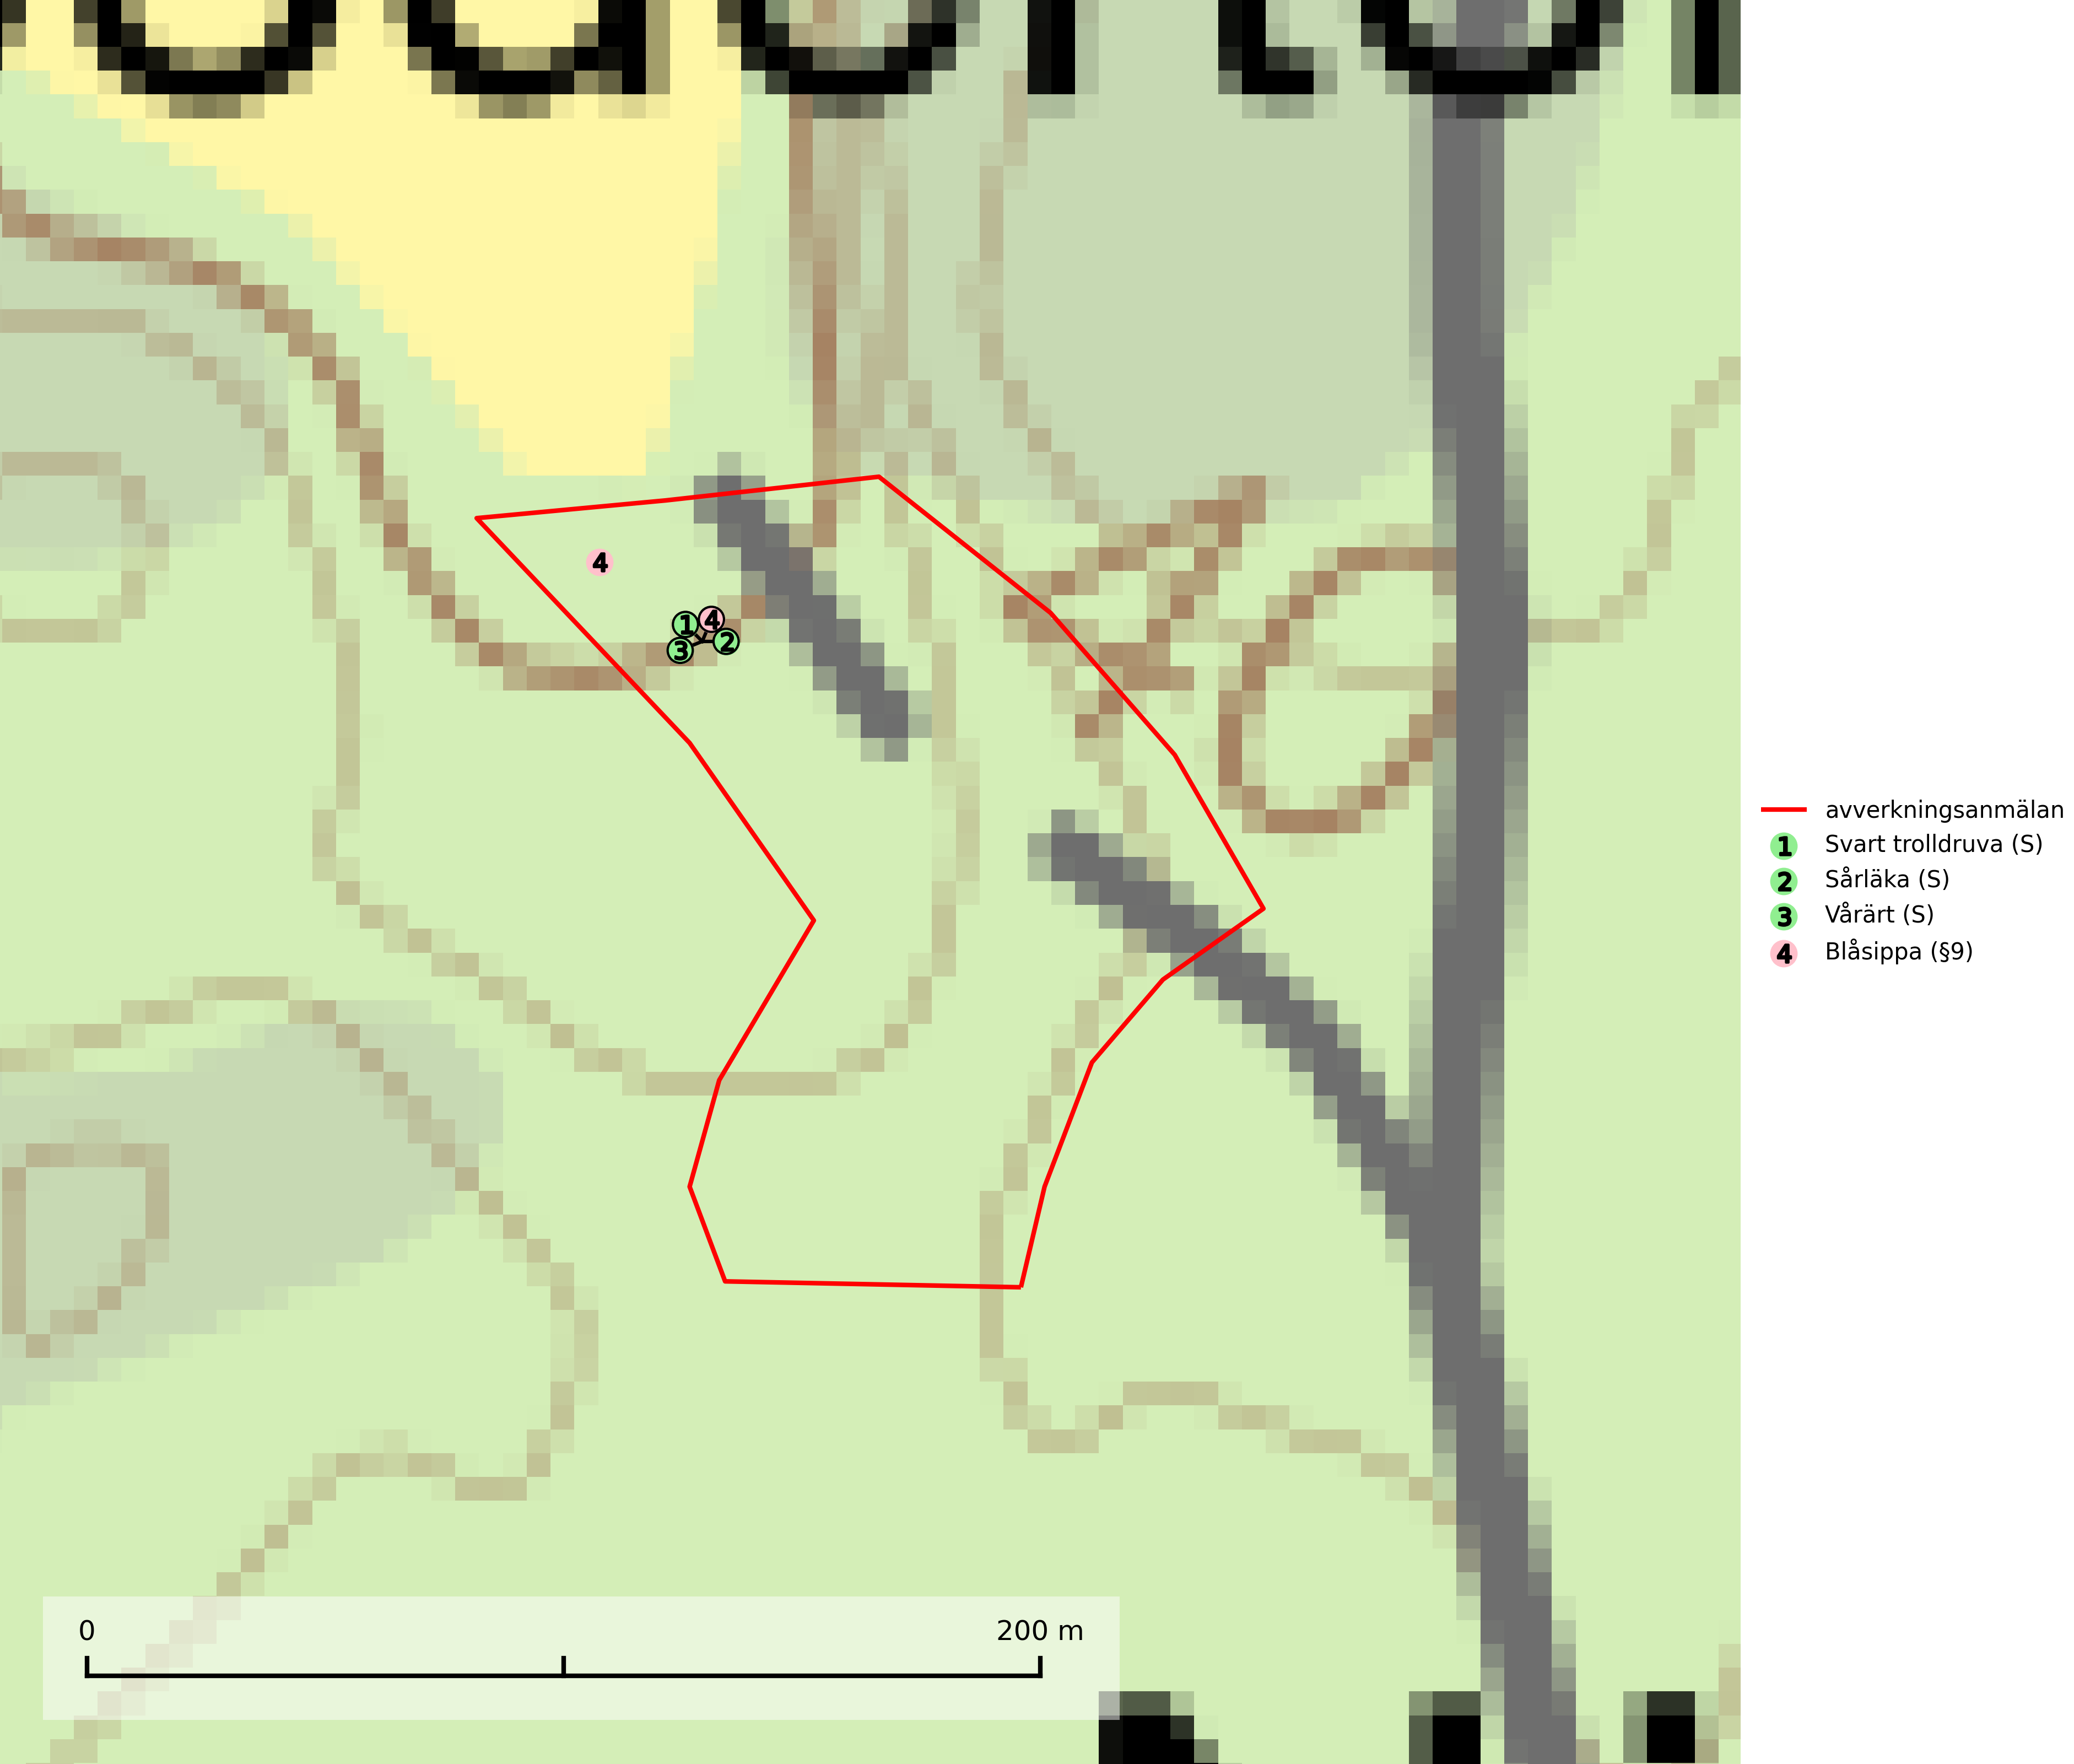 4
1
4
2
3
avverkningsanmälan
1 Svart trolldruva (S)
2 Sårläka (S)
3 Vårärt (S)
4 Blåsippa (§9)
0 200 m